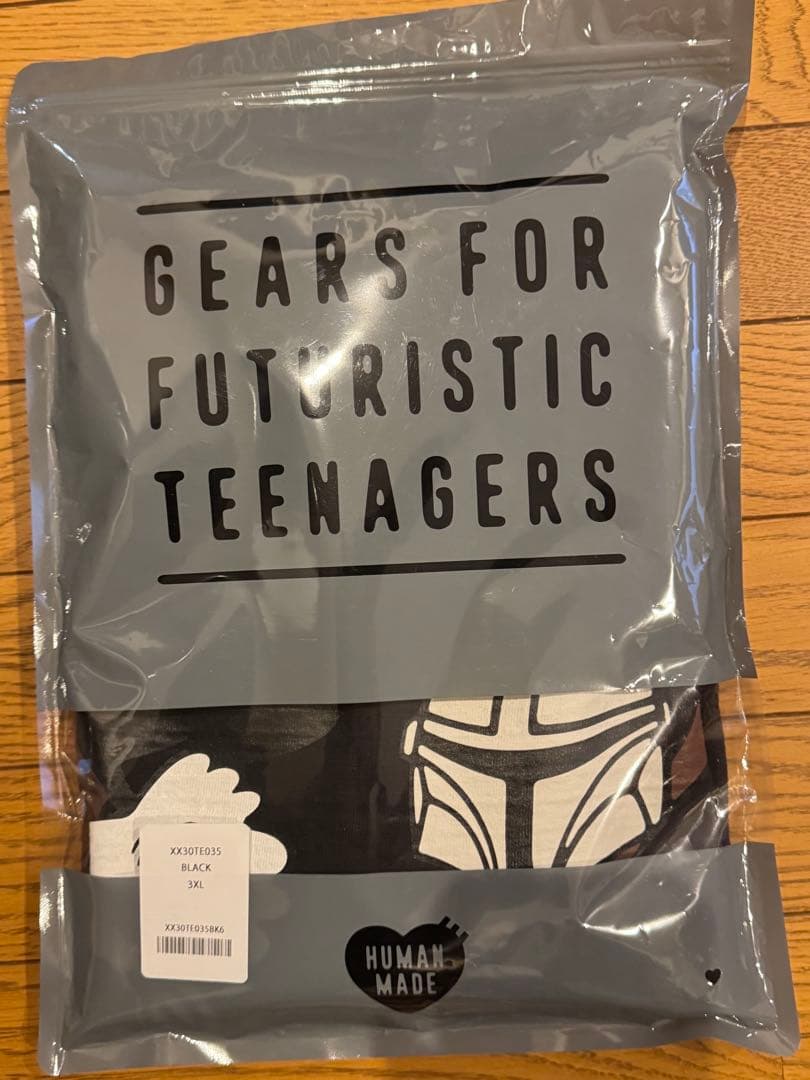 GEARS FOR
FUTURISTIC
TEENAGERS
XX30TE035
BLACK
3XL
XX30TE035BK6
HUMAN
MADE